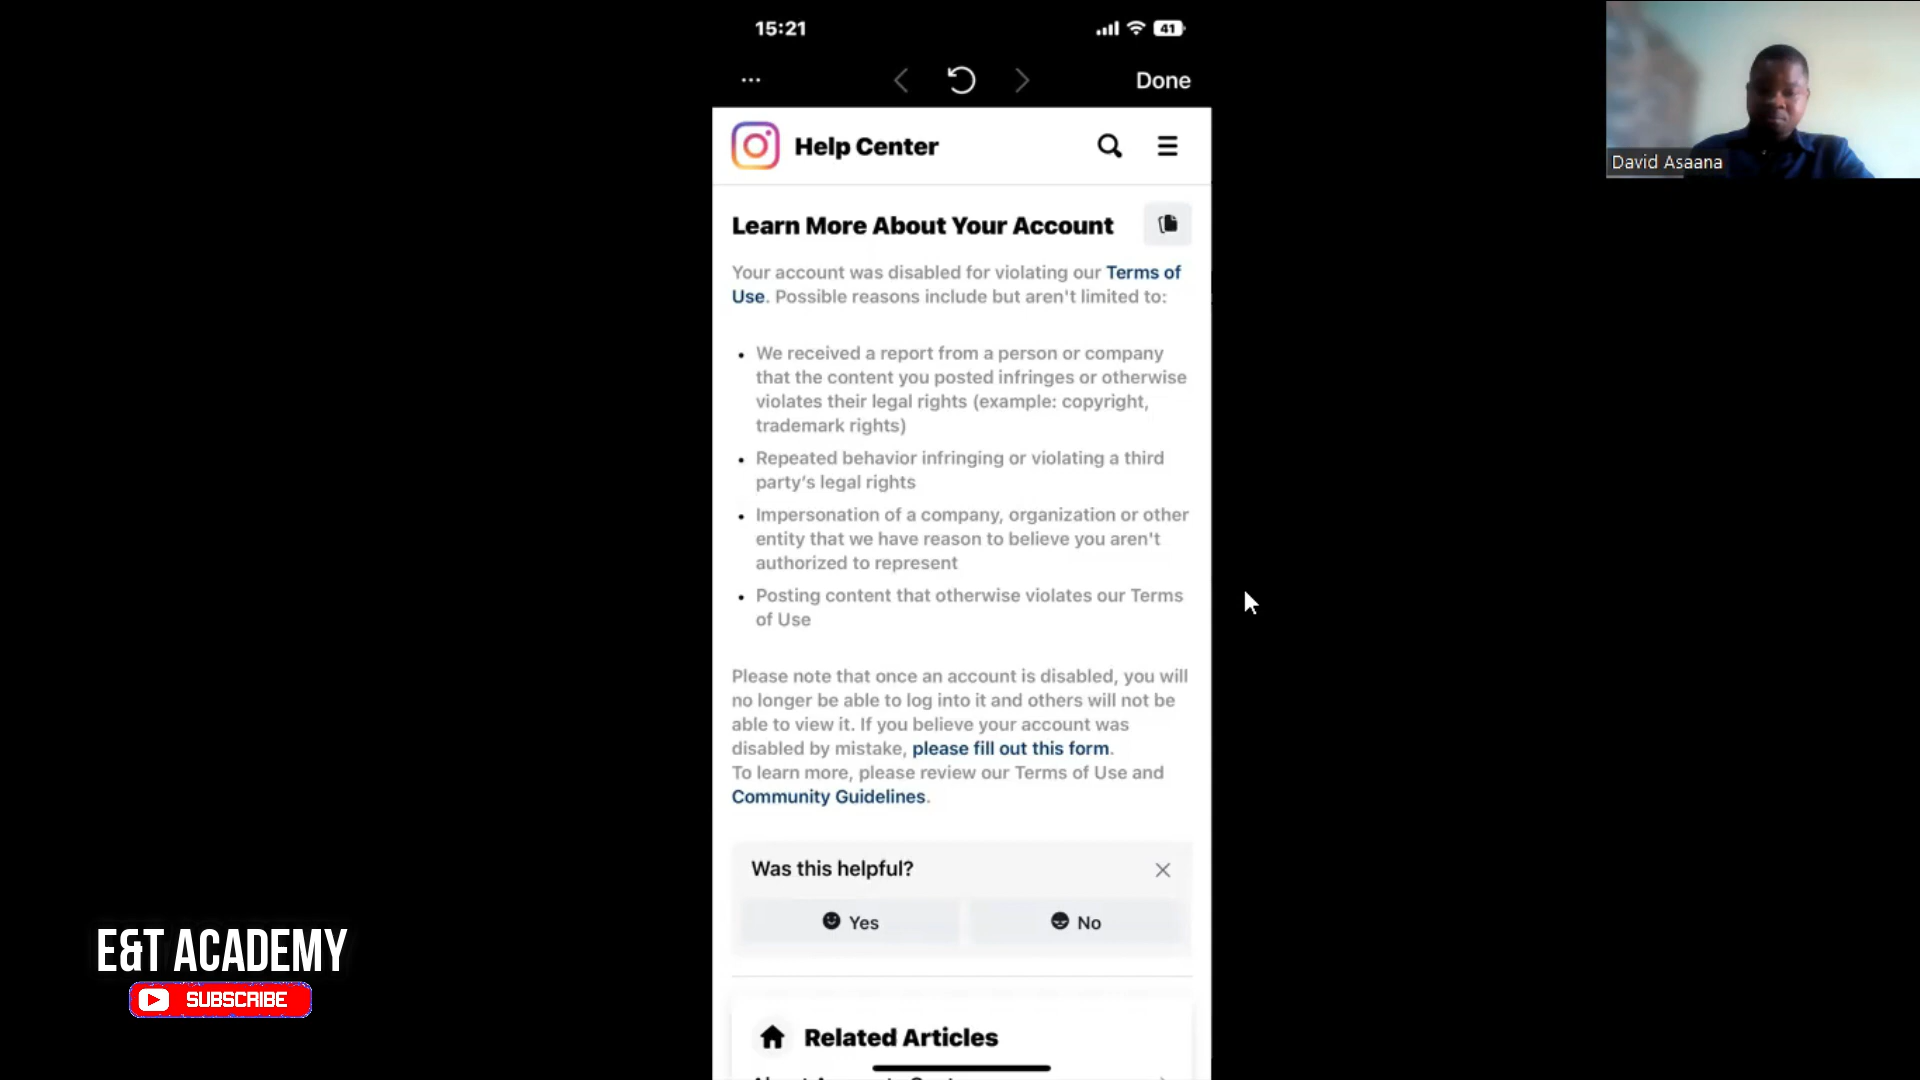 15:21
41
Done
Help Center
Learn More About Your Account
Your account was disabled for violating our Terms of
Use. Possible reasons include but aren't limited to:
• We received a report from a person or company
that the content you posted infringes or otherwise
violates their legal rights (example: copyright,
trademark rights)
• Repeated behavior infringing or violating a third
party’s legal rights
• Impersonation of a company, organization or other
entity that we have reason to believe you aren't
authorized to represent
• Posting content that otherwise violates our Terms
of Use
Please note that once an account is disabled, you will
no longer be able to log into it and others will not be
able to view it. If you believe your account was
disabled by mistake, please fill out this form.
To learn more, please review our Terms of Use and
Community Guidelines.
Was this helpful?
Yes
No
Related Articles
David Asaana
E&T ACADEMY
SUBSCRIBE